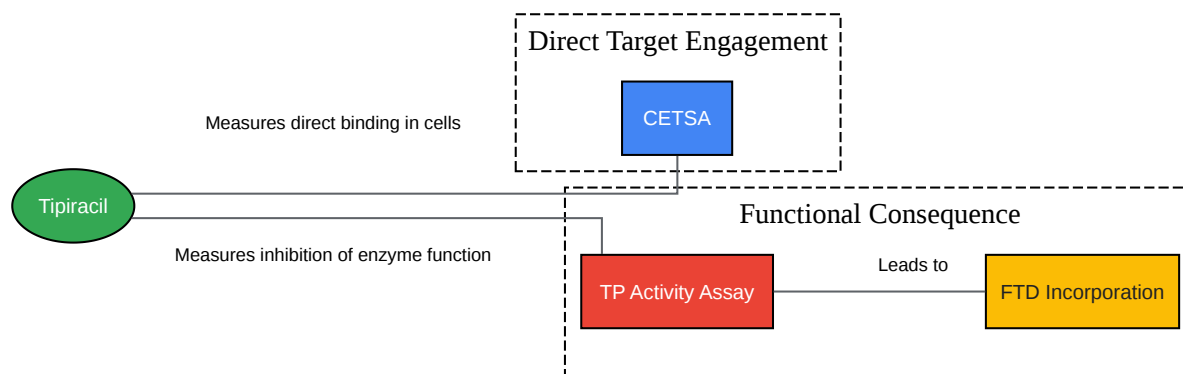 Direct Target Engagement
CETSA
Measures direct binding in cells
Tipiracil
Functional Consequence
Measures inhibition of enzyme function
Leads to
TP Activity Assay
FTD Incorporation